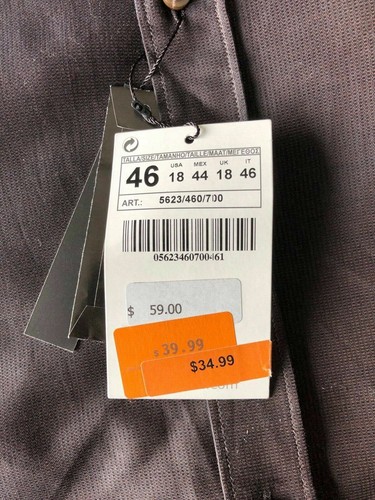 TALLA/SIZE/TAMANHO/TAILLE/MAAT/ΜΕΓΕΘΟΣ
46 USA 18 MEX 44 UK 18 IT 46
ART.: 5623/460/700
05623460700461
$ 59.00
$39.99
$34.99
.com